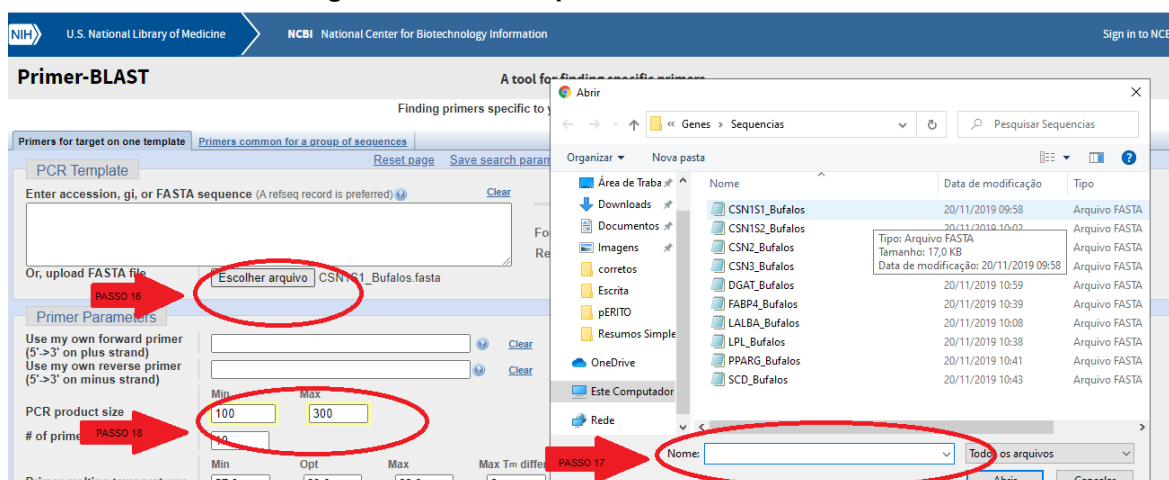 NIH U.S. National Library of Medicine NCBI National Center for Biotechnology Information Sign in to NCB
Primer-BLAST A tool for finding specific primers
Finding primers specific to y
Primers for target on one template Primers common for a group of sequences
Reset page Save search param
PCR Template
Enter accession, gi, or FASTA sequence (A refseq record is preferred) Clear
Fo
Re
Or, upload FASTA file Escolher arquivo CSN1S1_Bufalos.fasta
PASSO 16
Primer Parameters
Use my own forward primer
(5'->3' on plus strand) Clear
Use my own reverse primer
(5'->3' on minus strand) Clear
Min Max
PCR product size 100 300
# of prime PASSO 18 10
Min Opt Max Max Tm differ
Abrir
Genes Sequencias Pesquisar Sequencias
Organizar Nova pasta
Área de Traba
Downloads
Documentos
Imagens
corretos
Escrita
pERITO
Resumos Simple
OneDrive
Este Computador
Rede
Nome Data de modificação Tipo
CSN1S1_Bufalos 20/11/2019 09:58 Arquivo FASTA
CSN1S2_Bufalos 20/11/2019 10:02 Arquivo FASTA
CSN2_Bufalos Arquivo FASTA
CSN3_Bufalos Arquivo FASTA
DGAT_Bufalos 20/11/2019 10:59 Arquivo FASTA
FABP4_Bufalos 20/11/2019 10:39 Arquivo FASTA
LALBA_Bufalos 20/11/2019 10:08 Arquivo FASTA
LPL_Bufalos 20/11/2019 10:38 Arquivo FASTA
PPARG_Bufalos 20/11/2019 10:41 Arquivo FASTA
SCD_Bufalos 20/11/2019 10:43 Arquivo FASTA
Tipo: Arquivo FASTA
Tamanho: 17,0 KB
Data de modificação: 20/11/2019 09:58
PASSO 17 Nome: Todos os arquivos
Abrir Cancelar